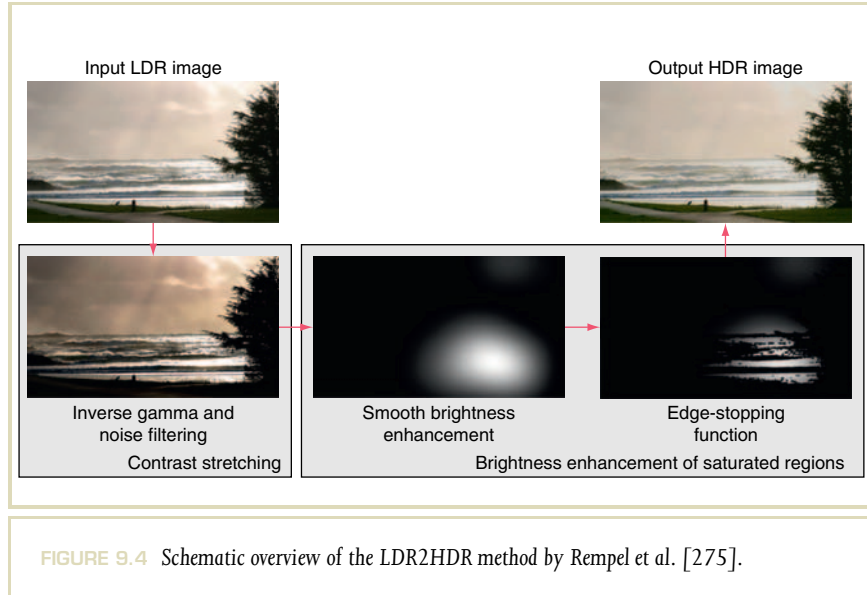 Input LDR image
Output HDR image
Inverse gamma and
noise filtering
Contrast stretching
Smooth brightness
enhancement
Edge-stopping
function
Brightness enhancement of saturated regions
FIGURE 9.4 Schematic overview of the LDR2HDR method by Rempel et al. [275].